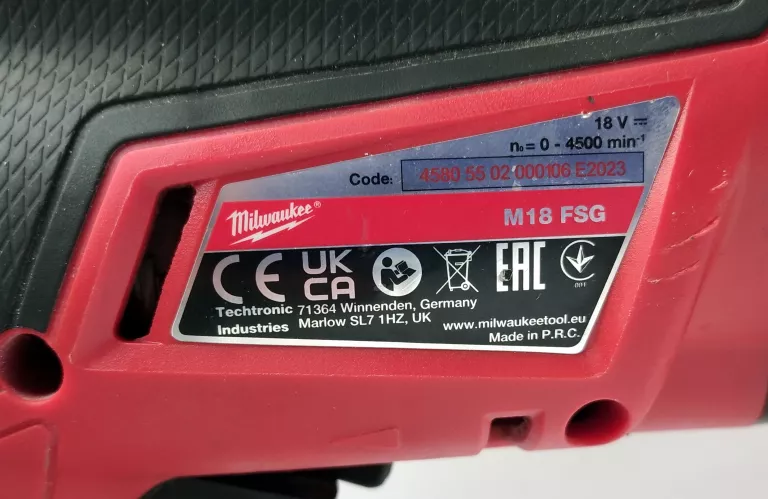 18 V
n₀ = 0 - 4500 min⁻¹
Code: 4580 55 02 000106 E2023
Milwaukee®
M18 FSG
CE UK CA EAC
Techtronic 71364 Winnenden, Germany
Industries Marlow SL7 1HZ, UK
www.milwaukeetool.eu
Made in P.R.C.